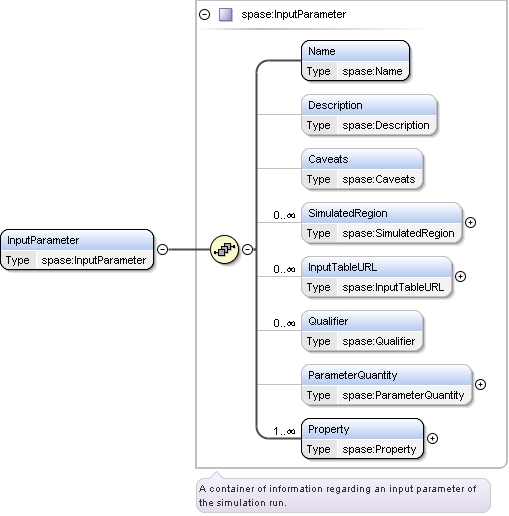 spase:InputParameter
Name
Type spase:Name
Description
Type spase:Description
Caveats
Type spase:Caveats
0..∞ SimulatedRegion
Type spase:SimulatedRegion
InputParameter
Type spase:InputParameter
0..∞ InputTableURL
Type spase:InputTableURL
0..∞ Qualifier
Type spase:Qualifier
ParameterQuantity
Type spase:ParameterQuantity
1..∞ Property
Type spase:Property
A container of information regarding an input parameter of
the simulation run.